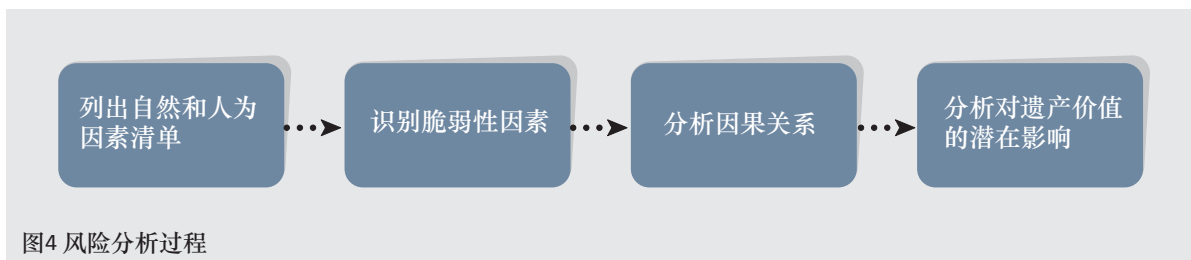 列出自然和人为
因素清单
识别脆弱性因素
分析因果关系
分析对遗产价值
的潜在影响
图4 风险分析过程